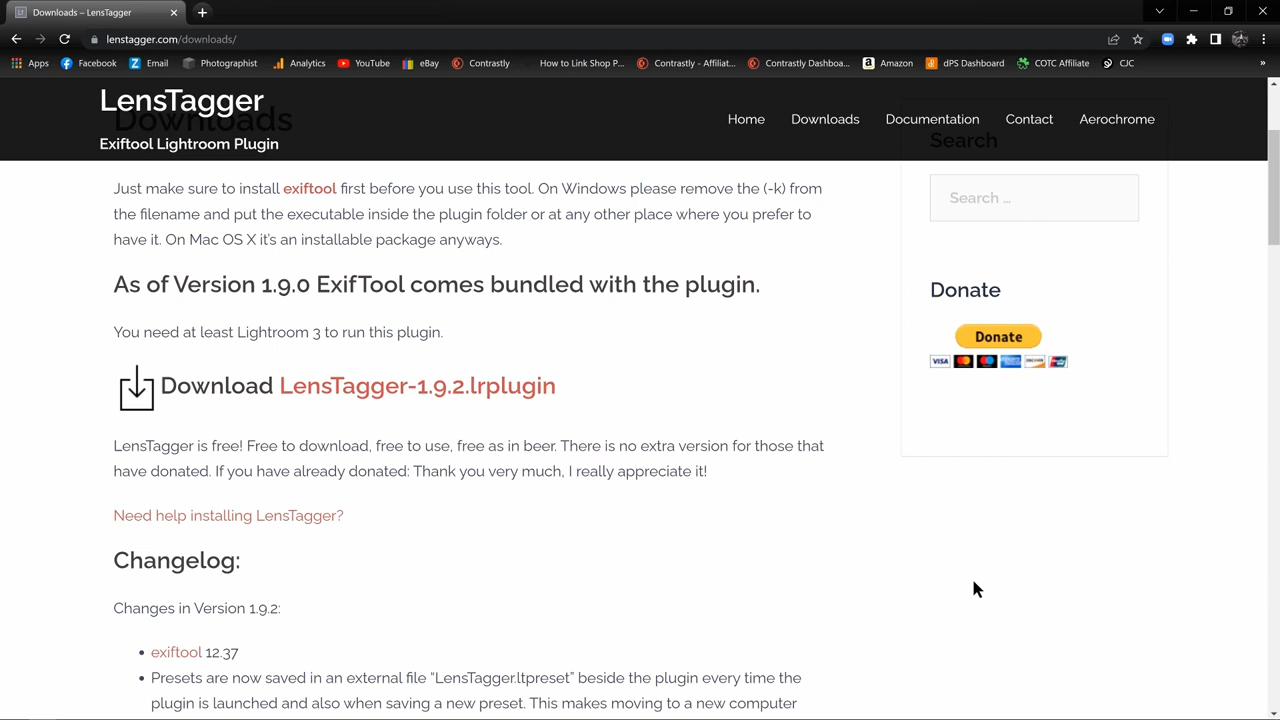 Downloads – LensTagger
lenstagger.com/downloads/
Apps Facebook Email Photographist Analytics YouTube eBay Contrastly How to Link Shop P... Contrastly - Affiliat... Contrastly Dashboa... Amazon dPS Dashboard COTC Affiliate CJC »
LensTagger
Downloads
Exiftool Lightroom Plugin
Home Downloads Documentation Contact Aerochrome
Search
Just make sure to install exiftool first before you use this tool. On Windows please remove the (-k) from
the filename and put the executable inside the plugin folder or at any other place where you prefer to
have it. On Mac OS X it’s an installable package anyways.
Search …
As of Version 1.9.0 ExifTool comes bundled with the plugin.
Donate
You need at least Lightroom 3 to run this plugin.
Donate
VISA
Download LensTagger-1.9.2.lrplugin
LensTagger is free! Free to download, free to use, free as in beer. There is no extra version for those that
have donated. If you have already donated: Thank you very much, I really appreciate it!
Need help installing LensTagger?
Changelog:
Changes in Version 1.9.2:
• exiftool 12.37
• Presets are now saved in an external file “LensTagger.ltpreset” beside the plugin every time the
plugin is launched and also when saving a new preset. This makes moving to a new computer